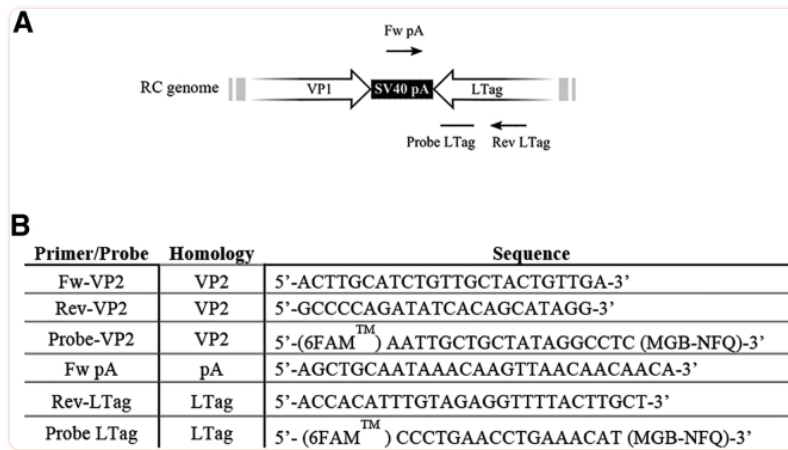 A
Fw pA
RC genome
VP1
SV40 pA
LTag
Probe LTag
Rev LTag
B
Primer/Probe Homology Sequence
Fw-VP2 VP2 5’-ACTTGCATCTGTTGCTACTGTTGA-3’
Rev-VP2 VP2 5’-GCCCCAGATATCACAGCATAGG-3’
Probe-VP2 VP2 5’-(6FAM™) AATTGCTGCTATAGGCCTC (MGB-NFQ)-3’
Fw pA pA 5’-AGCTGCAATAAACAAGTTAACAACAACA-3’
Rev-LTag LTag 5’-ACCACATTTGTAGAGGTTTTACTTGCT-3’
Probe LTag LTag 5’- (6FAM™) CCCTGAACCTGAAACAT (MGB-NFQ)-3’